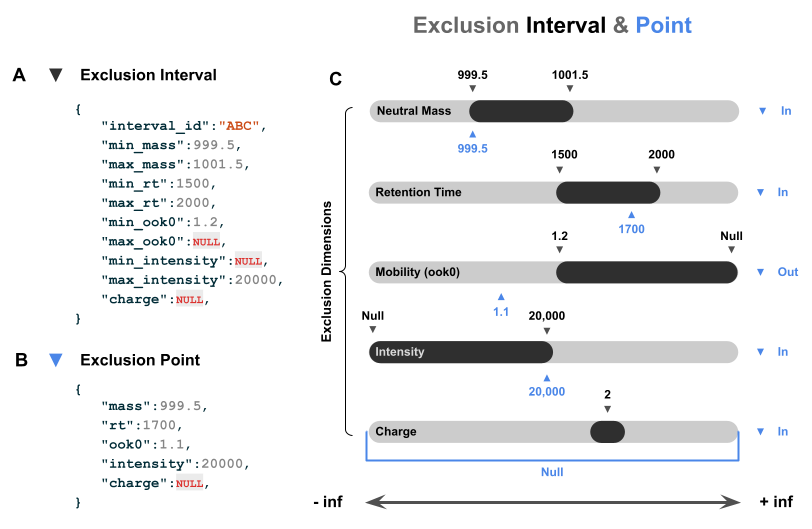 Exclusion Interval & Point
A
Exclusion Interval
{
"interval_id":"ABC",
"min_mass":999.5,
"max_mass":1001.5,
"min_rt":1500,
"max_rt":2000,
"min_ook0":1.2,
"max_ook0":NULL,
"min_intensity":NULL,
"max_intensity":20000,
"charge":NULL,
}
B
Exclusion Point
{
"mass":999.5,
"rt":1700,
"ook0":1.1,
"intensity":20000,
"charge":NULL,
}
C
Exclusion Dimensions
999.5 1001.5
Neutral Mass In
999.5
1500 2000
Retention Time In
1700
1.2 Null
Mobility (ook0) Out
1.1
Null 20,000
Intensity In
20,000
2
Charge In
Null
- inf + inf